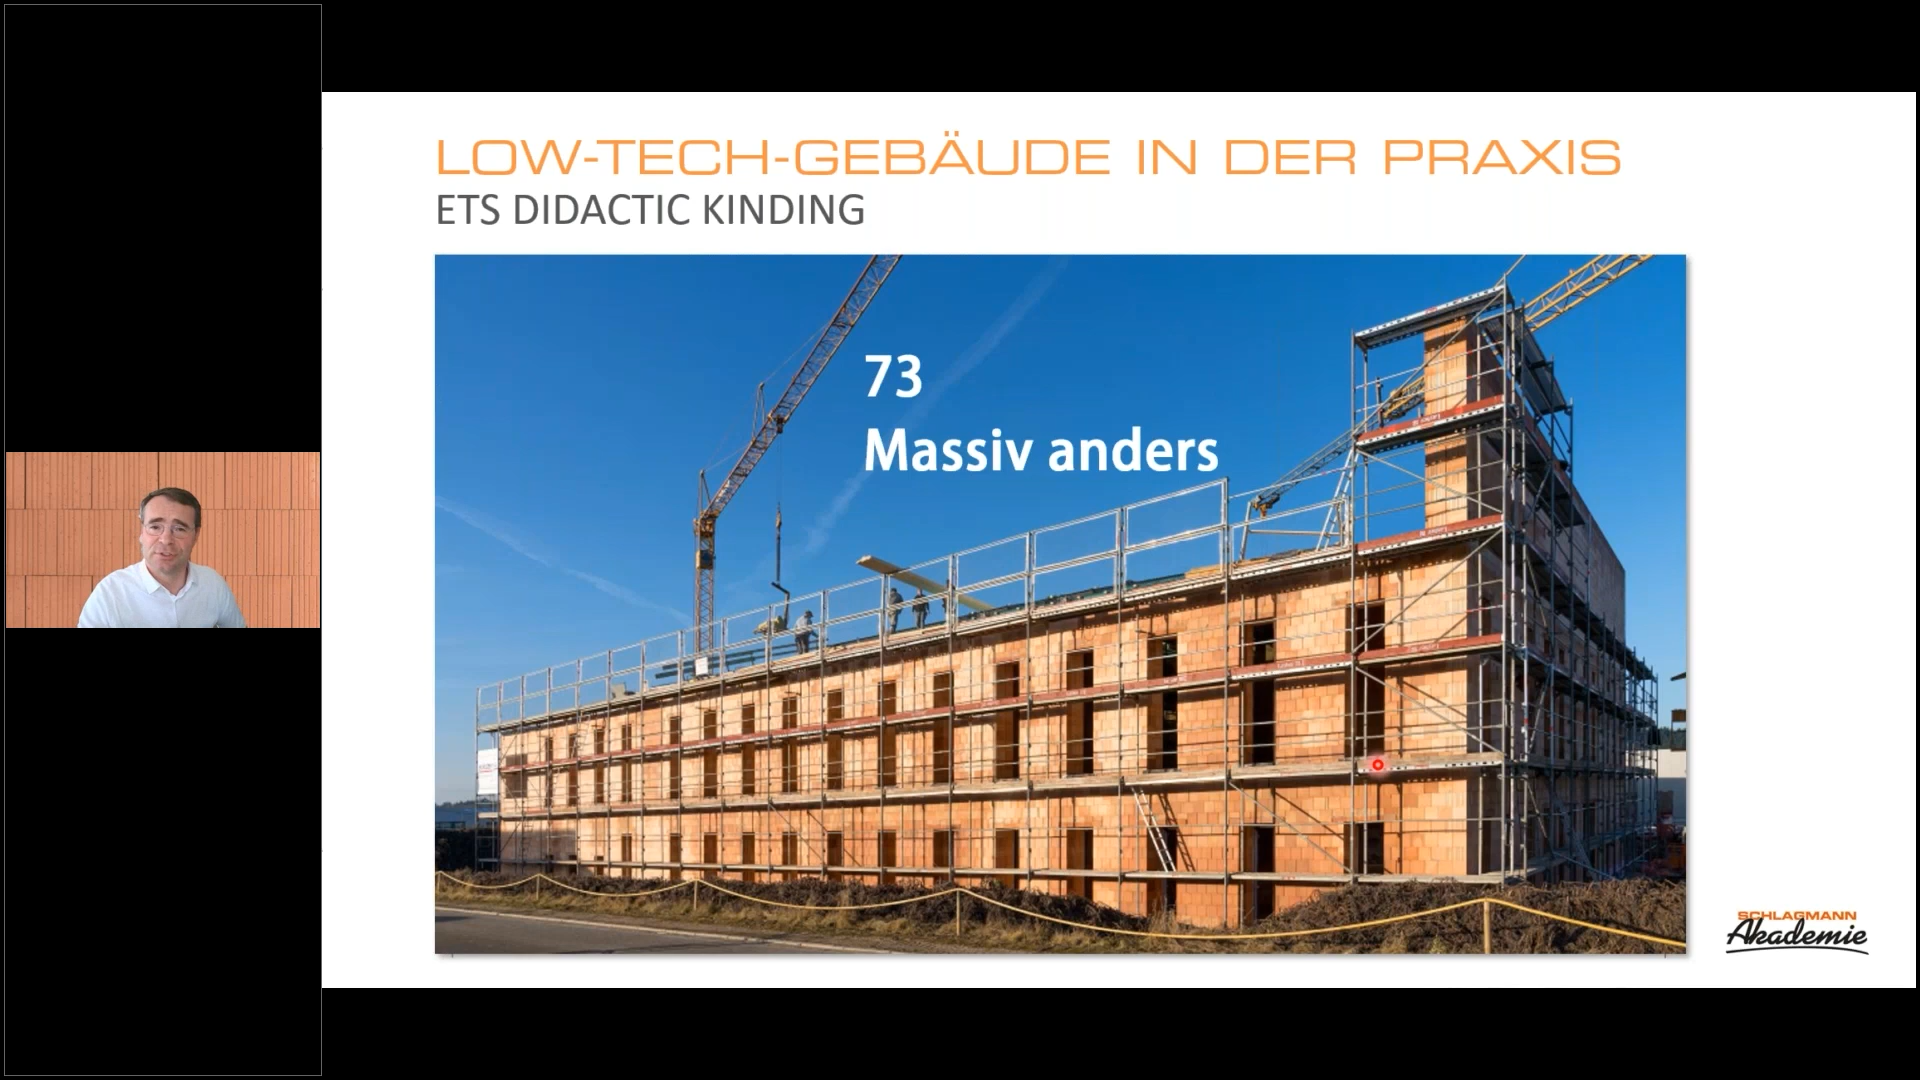 LOW-TECH-GEBÄUDE IN DER PRAXIS
ETS DIDACTIC KINDING
73
Massiv anders
SCHLAGMANN
Akademie